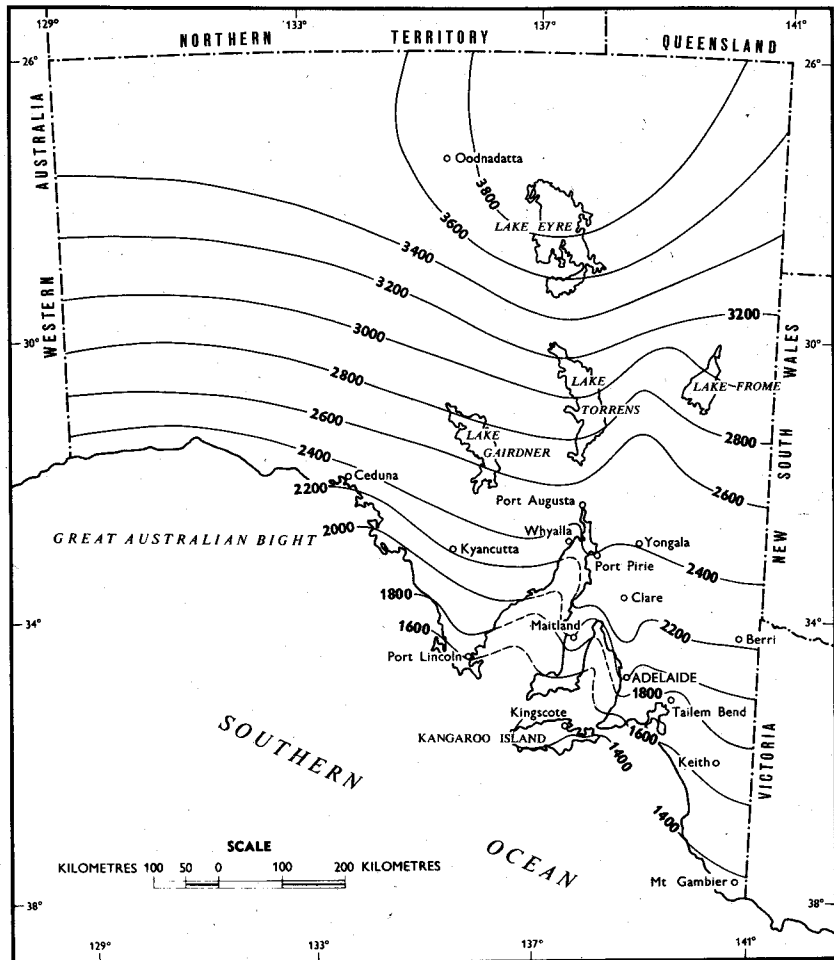 129° 133° 137° 141°
NORTHERN TERRITORY QUEENSLAND
26° 26°
WESTERN AUSTRALIA
Oodnadatta
3800
LAKE EYRE
3600
3400
3200
3200
3000
30° 30°
LAKE TORRENS
LAKE FROME
2800
2800
2600
LAKE GAIRDNER
2400
2600
NEW SOUTH WALES
Ceduna
2200
Port Augusta
2000
Whyalla
GREAT AUSTRALIAN BIGHT
Kyancutta
Yongala
Port Pirie
2400
1800
Clare
1600
34° 34°
Maitland
2200
Berri
Port Lincoln
ADELAIDE
1800
Tailem Bend
Kingscote
KANGAROO ISLAND
1600
1400
Keith
VICTORIA
SOUTHERN OCEAN
1400
SCALE
KILOMETRES 100 50 0 100 200 KILOMETRES
Mt Gambier
38° 38°
129° 133° 137° 141°